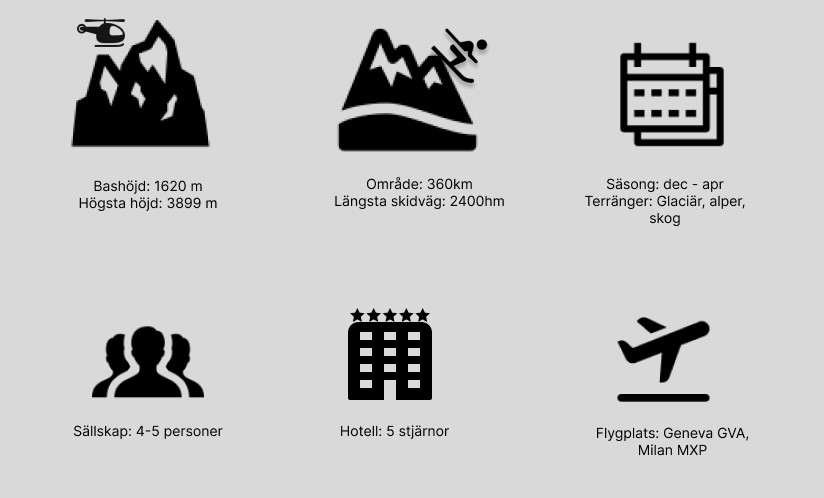 Bashöjd: 1620 m
Högsta höjd: 3899 m
Område: 360km
Längsta skidväg: 2400hm
Säsong: dec - apr
Terränger: Glaciär, alper,
skog
Sällskap: 4-5 personer
Hotell: 5 stjärnor
Flygplats: Geneva GVA,
Milan MXP